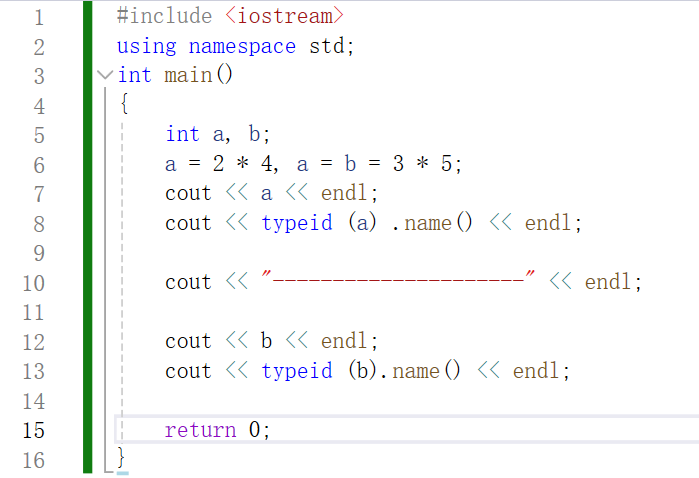 1 #include <iostream>
2 using namespace std;
3 int main()
4 {
5 int a, b;
6 a = 2 * 4, a = b = 3 * 5;
7 cout << a << endl;
8 cout << typeid (a) .name() << endl;
9
10 cout << "---------------------" << endl;
11
12 cout << b << endl;
13 cout << typeid (b).name() << endl;
14
15 return 0;
16 }